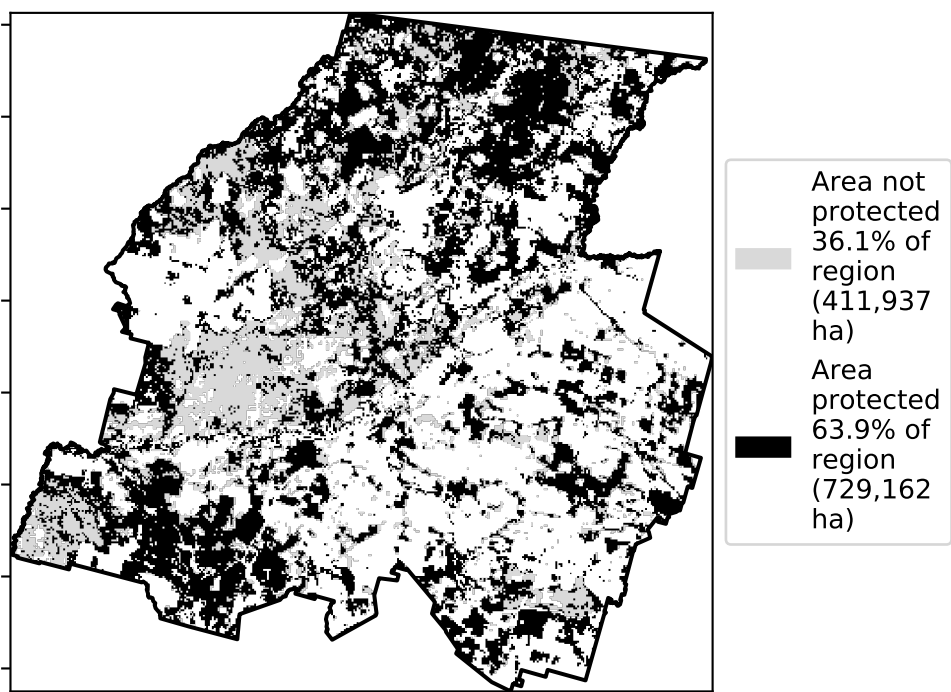 Area not
protected
36.1% of
region
(411,937
ha)
Area
protected
63.9% of
region
(729,162
ha)